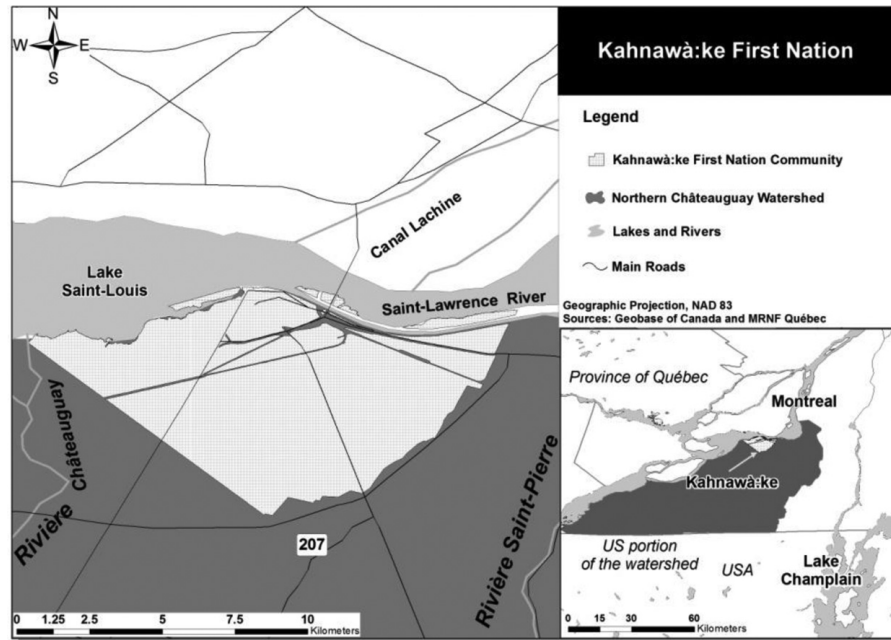 N
W E
S
Lake
Saint-Louis
Canal Lachine
Saint-Lawrence River
Rivière Châteauguay
Rivière Saint-Pierre
207
0 1.25 2.5 5 7.5 10
Kilometers
Kahnawà:ke First Nation
Legend
Kahnawà:ke First Nation Community
Northern Châteauguay Watershed
Lakes and Rivers
Main Roads
Geographic Projection, NAD 83
Sources: Geobase of Canada and MRNF Québec
Province of Québec
Montreal
Kahnawà:ke
US portion
of the watershed
USA
Lake
Champlain
0 15 30 60
Kilometers